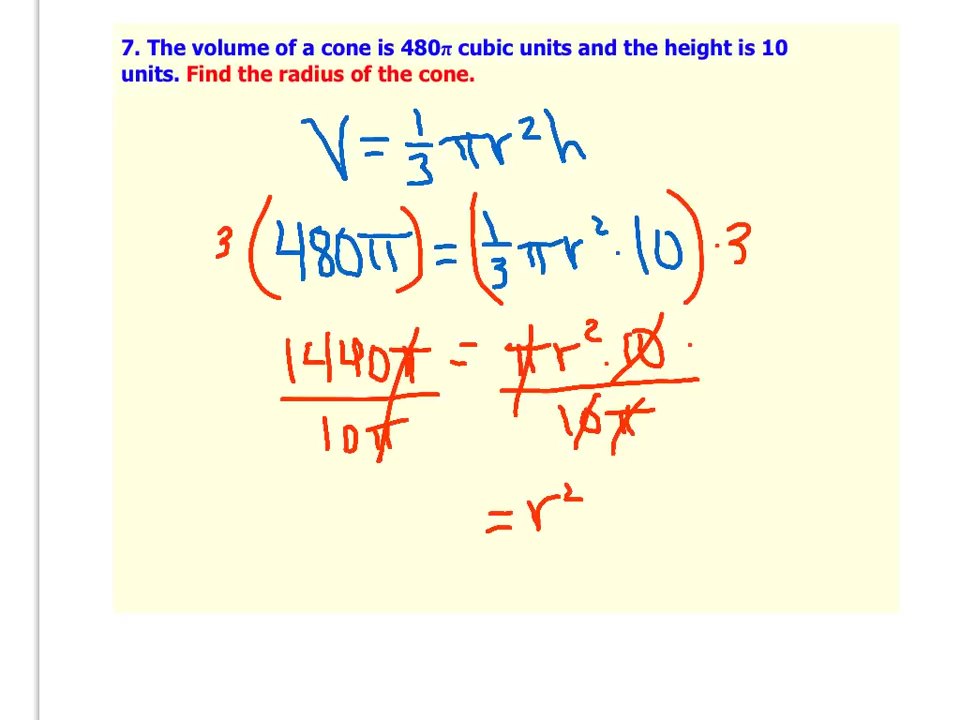 7. The volume of a cone is 480π cubic units and the height is 10
units. Find the radius of the cone.
V = 1/3 πr²h
3 (480π) = (1/3 πr² · 10) · 3
1440π/10π = πr² · 10 ·/10π
= r²